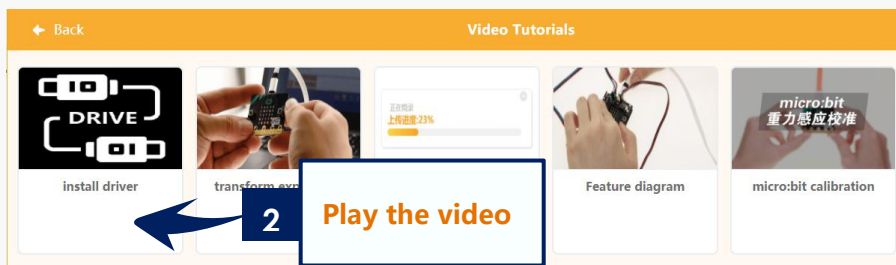 Back
Video Tutorials
DRIVE
正在烧录
上传进度:23%
micro:bit
重力感应校准
install driver
transform
Feature diagram
micro:bit calibration
2
Play the video